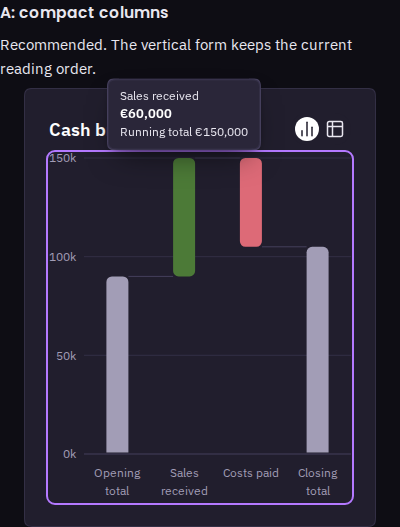 A: compact columns
Recommended. The vertical form keeps the current
reading order.
Sales received
€60,000
Running total €150,000
Cash b
150k
100k
50k
0k
Opening
total
Sales
received
Costs paid
Closing
total